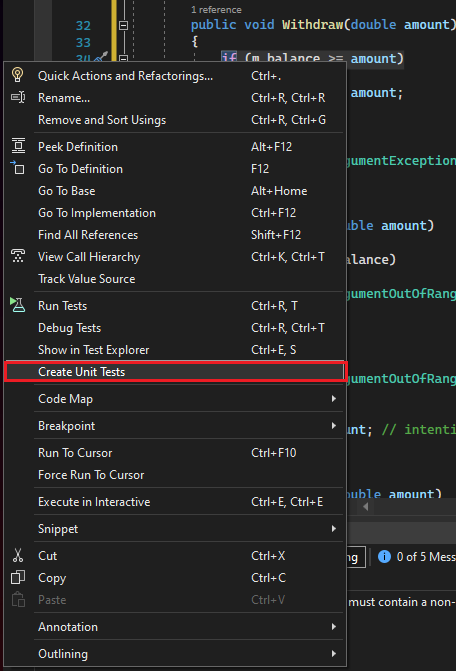 1 reference
32 public void Withdraw(double amount)
33 {
34 if (m_balance >= amount)
Quick Actions and Refactorings... Ctrl+.
Rename... Ctrl+R, Ctrl+R
amount;
Remove and Sort Usings Ctrl+R, Ctrl+G
Peek Definition Alt+F12
gumentException
Go To Definition F12
Go To Base Alt+Home
Go To Implementation Ctrl+F12
uble amount)
Find All References Shift+F12
View Call Hierarchy Ctrl+K, Ctrl+T
alance)
Track Value Source
gumentOutOfRang
Run Tests Ctrl+R, T
Debug Tests Ctrl+R, Ctrl+T
Show in Test Explorer Ctrl+E, S
Create Unit Tests
gumentOutOfRang
Code Map
Breakpoint
unt; // intenti
Run To Cursor Ctrl+F10
Force Run To Cursor
Execute in Interactive Ctrl+E, Ctrl+E
ouble amount)
Snippet
Cut Ctrl+X
ng 0 of 5 Mess
Copy Ctrl+C
Paste Ctrl+V
must contain a non-
Annotation
Outlining